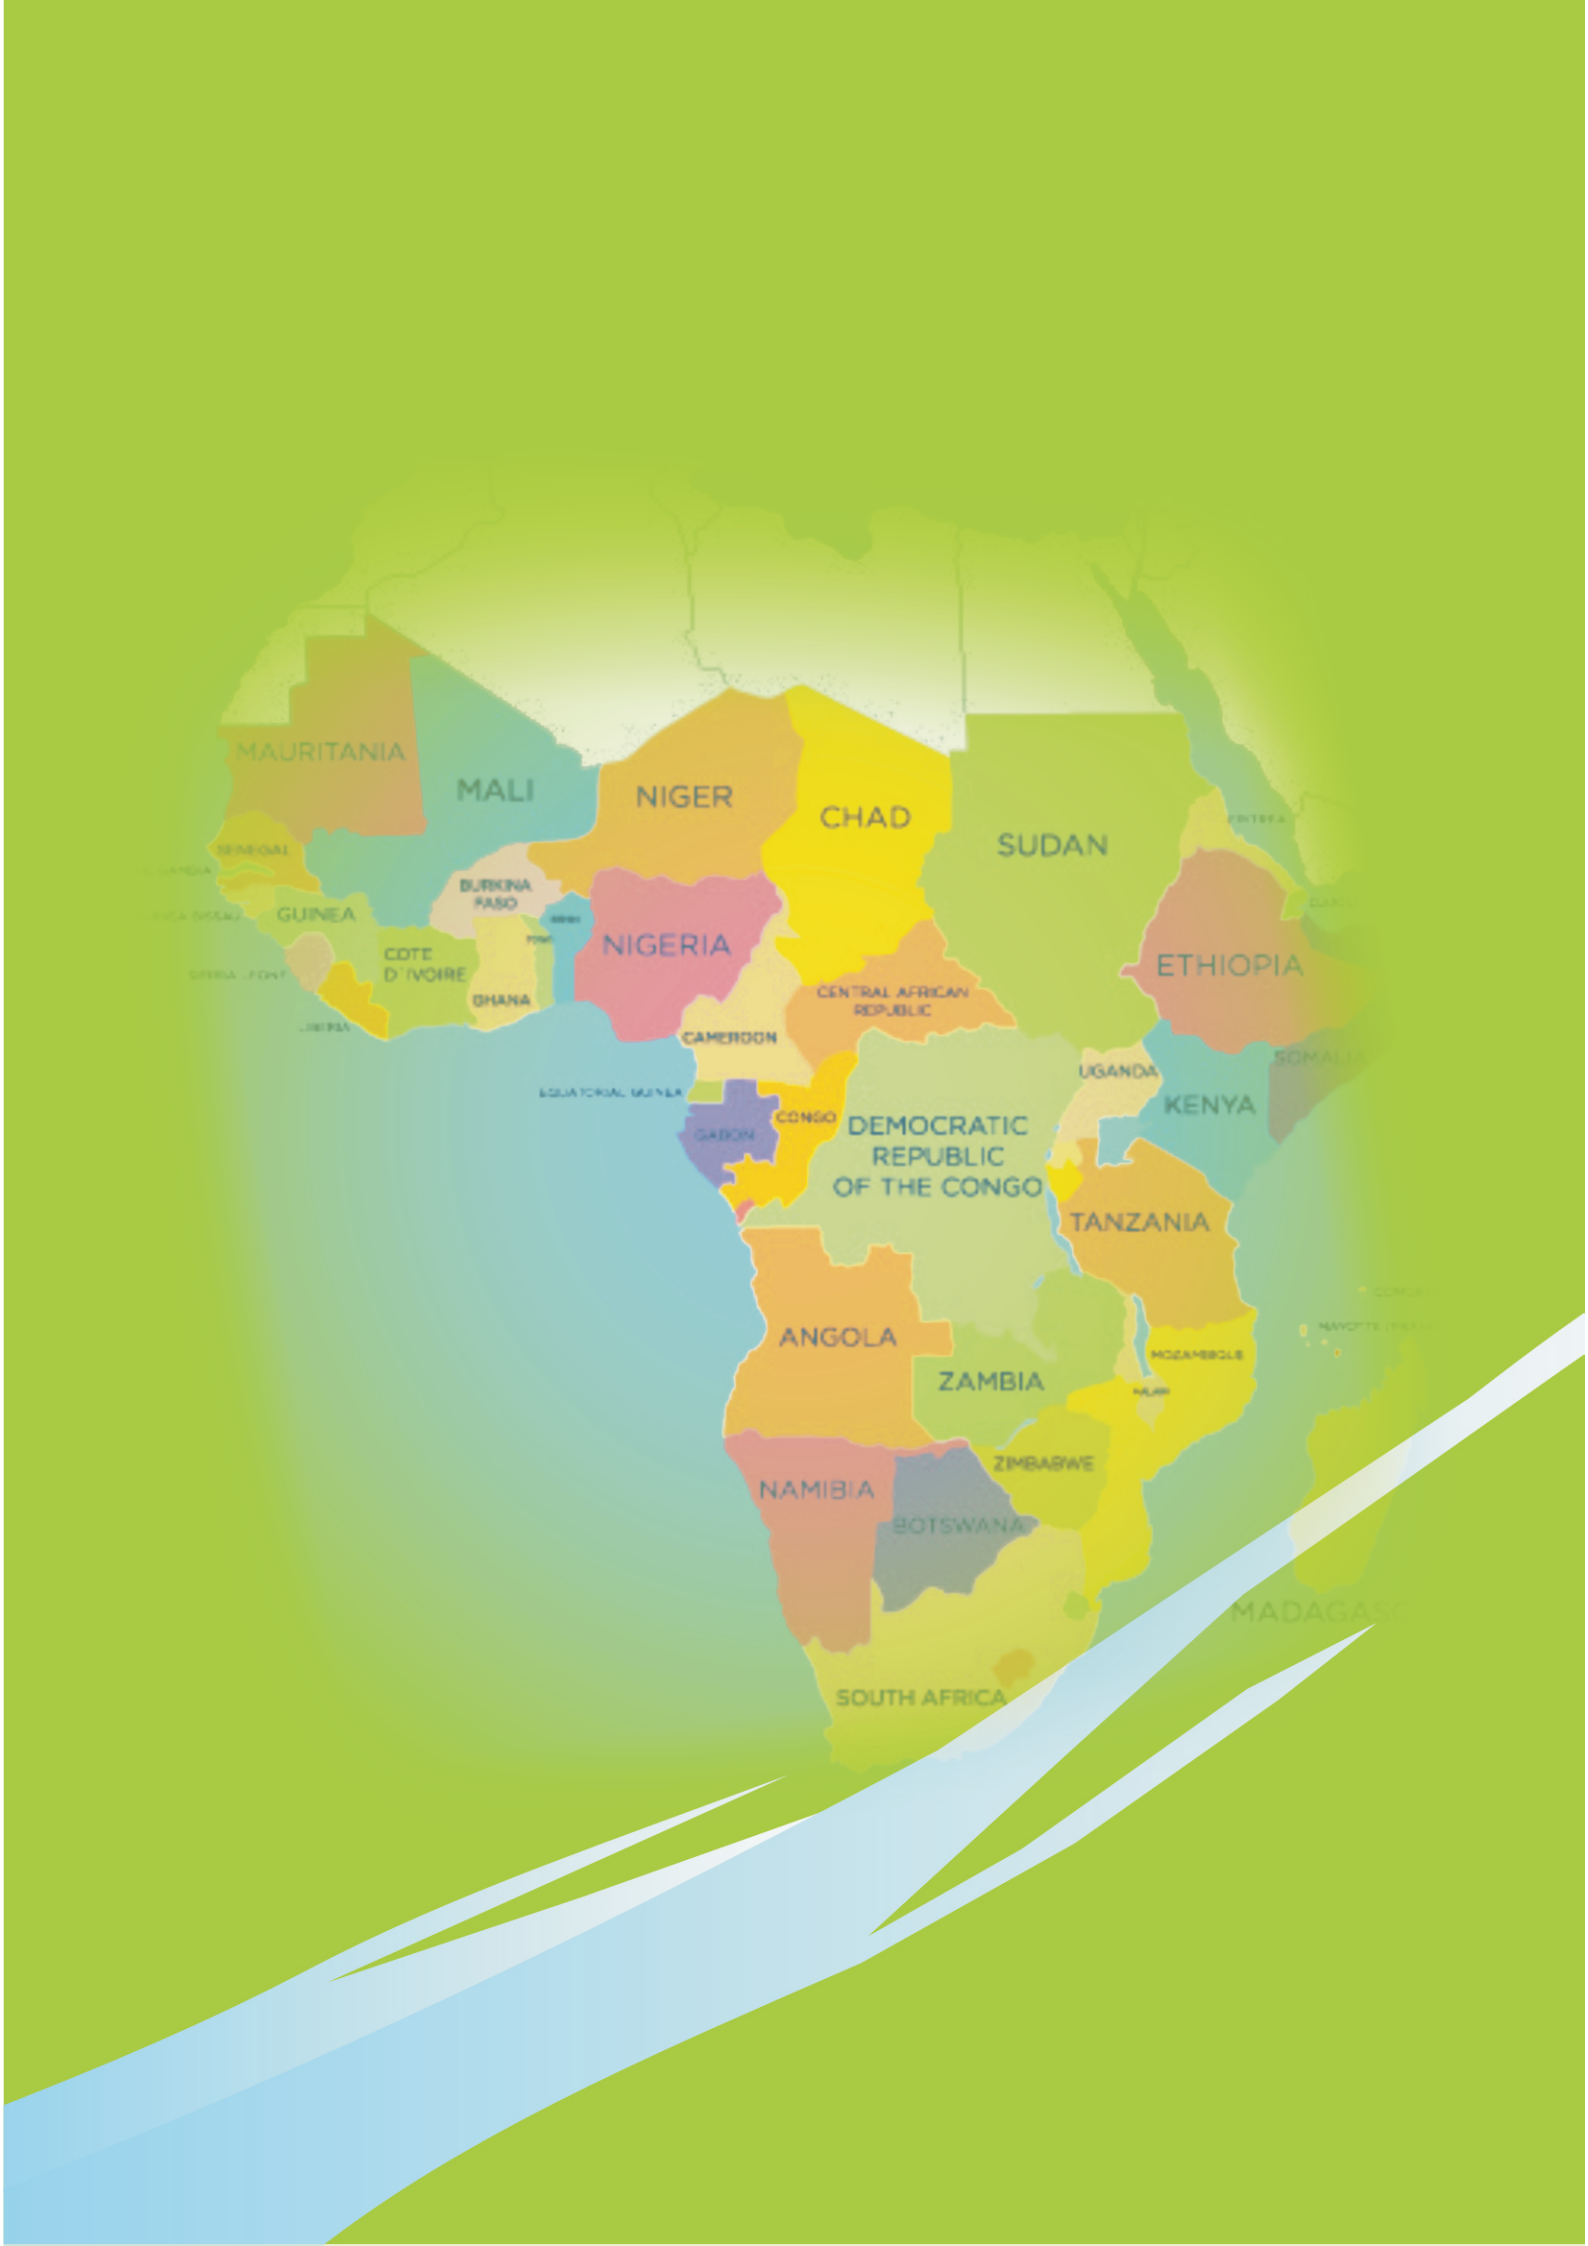 MAURITANIA
MALI
NIGER
CHAD
SUDAN
ERITREA
SENEGAL
BURKINA
FASO
GUINEA
NIGERIA
COTE
D'IVOIRE
ETHIOPIA
GHANA
CENTRAL AFRICAN
REPUBLIC
LIBERIA
CAMEROON
SOMALIA
UGANDA
KENYA
EQUATORIAL GUINEA
CONGO
GABON
DEMOCRATIC
REPUBLIC
OF THE CONGO
TANZANIA
ANGOLA
MOZAMBIQUE
ZAMBIA
ZIMBABWE
NAMIBIA
BOTSWANA
MADAGASC
SOUTH AFRICA